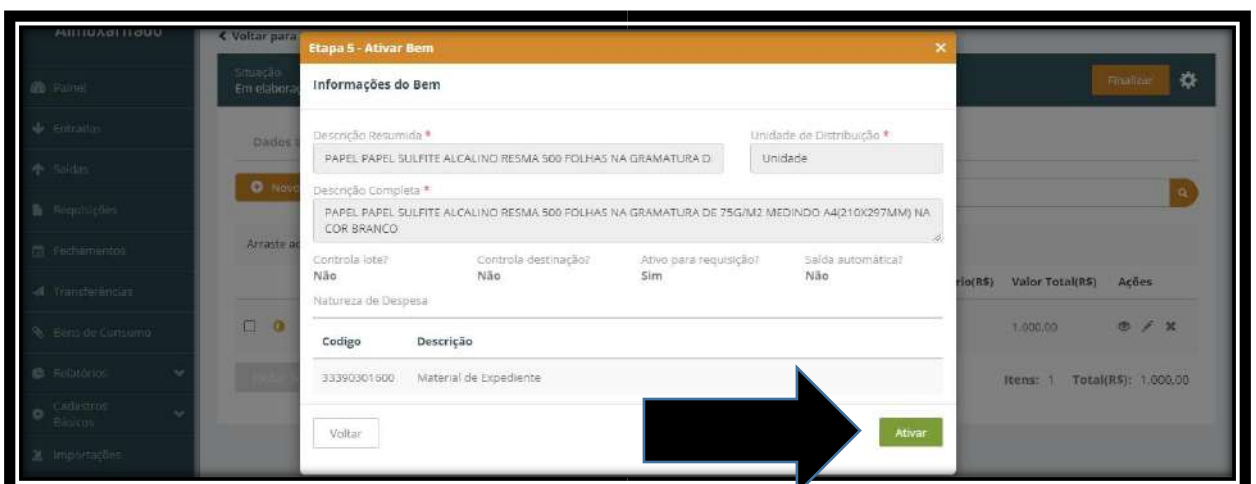 Almoxarifado
Painel
Entradas
Saídas
Requisições
Fechamentos
Transferências
Bens de Consumo
Relatórios
Cadastros
Básicos
Importações
Voltar para
Situação
Em elaboraç
Finalizar
Dados
Novo
Arraste
Etapa 5 - Ativar Bem
Informações do Bem
Descrição Resumida * Unidade de Distribuição *
PAPEL PAPEL SULFITE ALCALINO RESMA 500 FOLHAS NA GRAMATURA D Unidade
Descrição Completa *
PAPEL PAPEL SULFITE ALCALINO RESMA 500 FOLHAS NA GRAMATURA DE 75G/M2 MEDINDO A4(210X297MM) NA
COR BRANCO
Controla lote? Controla destinação? Ativo para requisição? Saída automática?
Não Não Sim Não
Natureza de Despesa
Codigo Descrição
33390301600 Material de Expediente
Voltar Ativar
rio(R$) Valor Total(R$) Ações
1.000,00
Itens: 1 Total(R$): 1.000,00